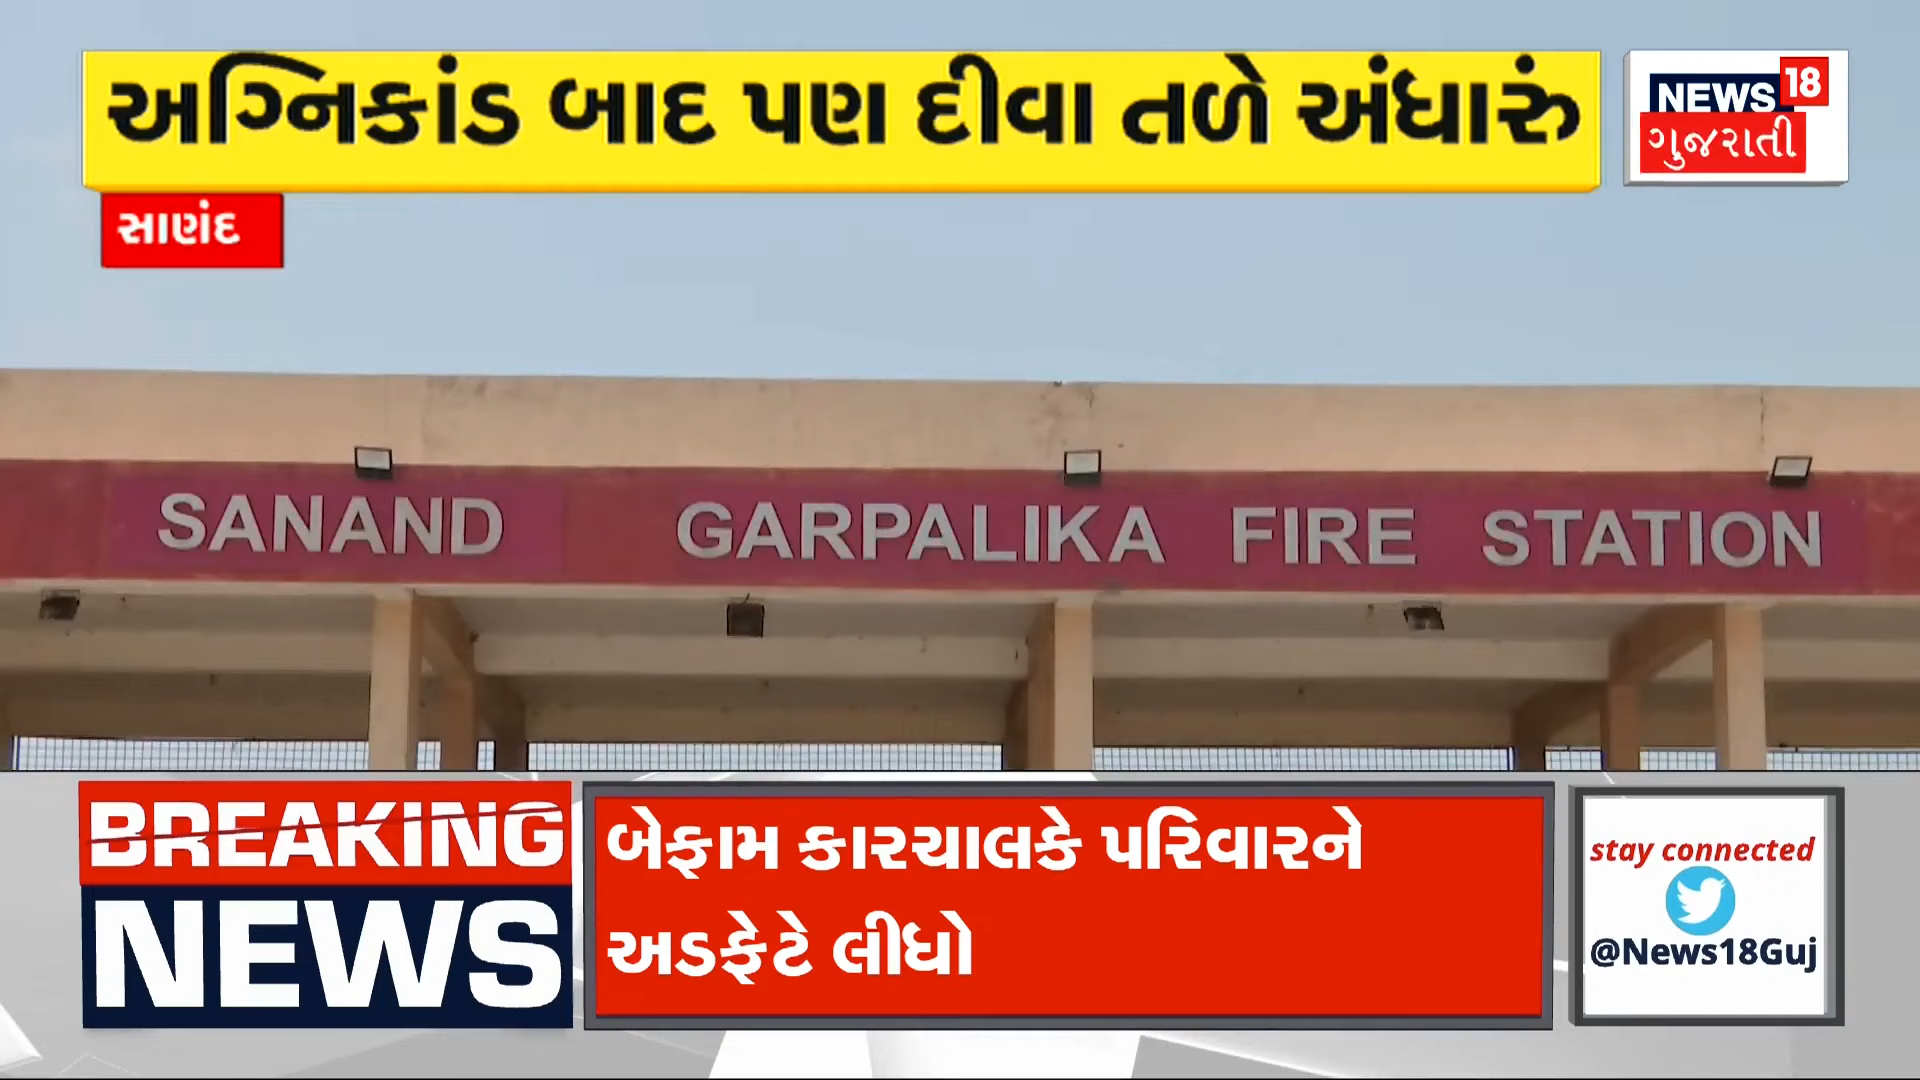 અગ્નિકાંડ બાદ પણ દીવા તળે અંધારું
NEWS 18
ગુજરાતી
સાણંદ
SANAND GARPALIKA FIRE STATION
BREAKING
NEWS
બેફામ કારચાલકે પરિવારને
અડફેટે લીધો
stay connected
@News18Guj